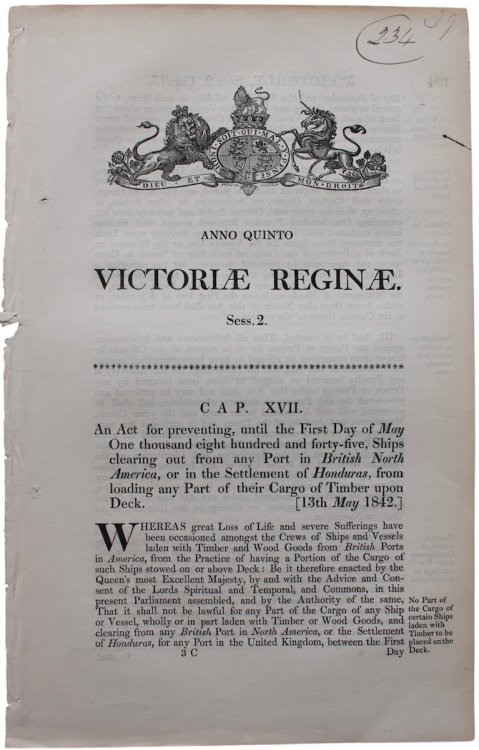 234
39
HONI SOIT QUI MAL Y PENSE
DIEU ET MON DROIT
ANNO QUINTO
VICTORIÆ REGINÆ.
Sess. 2.
CAP. XVII.
An Act for preventing, until the First Day of May
One thousand eight hundred and forty-five, Ships
clearing out from any Port in British North
America, or in the Settlement of Honduras, from
loading any Part of their Cargo of Timber upon
Deck. [13th May 1842.]
WHEREAS great Loss of Life and severe Sufferings have
been occasioned amongst the Crews of Ships and Vessels
laden with Timber and Wood Goods from British Ports
in America, from the Practice of having a Portion of the Cargo of
such Ships stowed on or above Deck: Be it therefore enacted by the
Queen's most Excellent Majesty, by and with the Advice and Con-
sent of the Lords Spiritual and Temporal, and Commons, in this
present Parliament assembled, and by the Authority of the same,
That it shall not be lawful for any Part of the Cargo of any Ship
or Vessel, wholly or in part laden with Timber or Wood Goods, and
clearing from any British Port in North America, or the Settlement
of Honduras, for any Port in the United Kingdom, between the First
No Part of
the Cargo of
certain Ships
laden with
Timber to be
placed on the
Deck.
3 C
Day